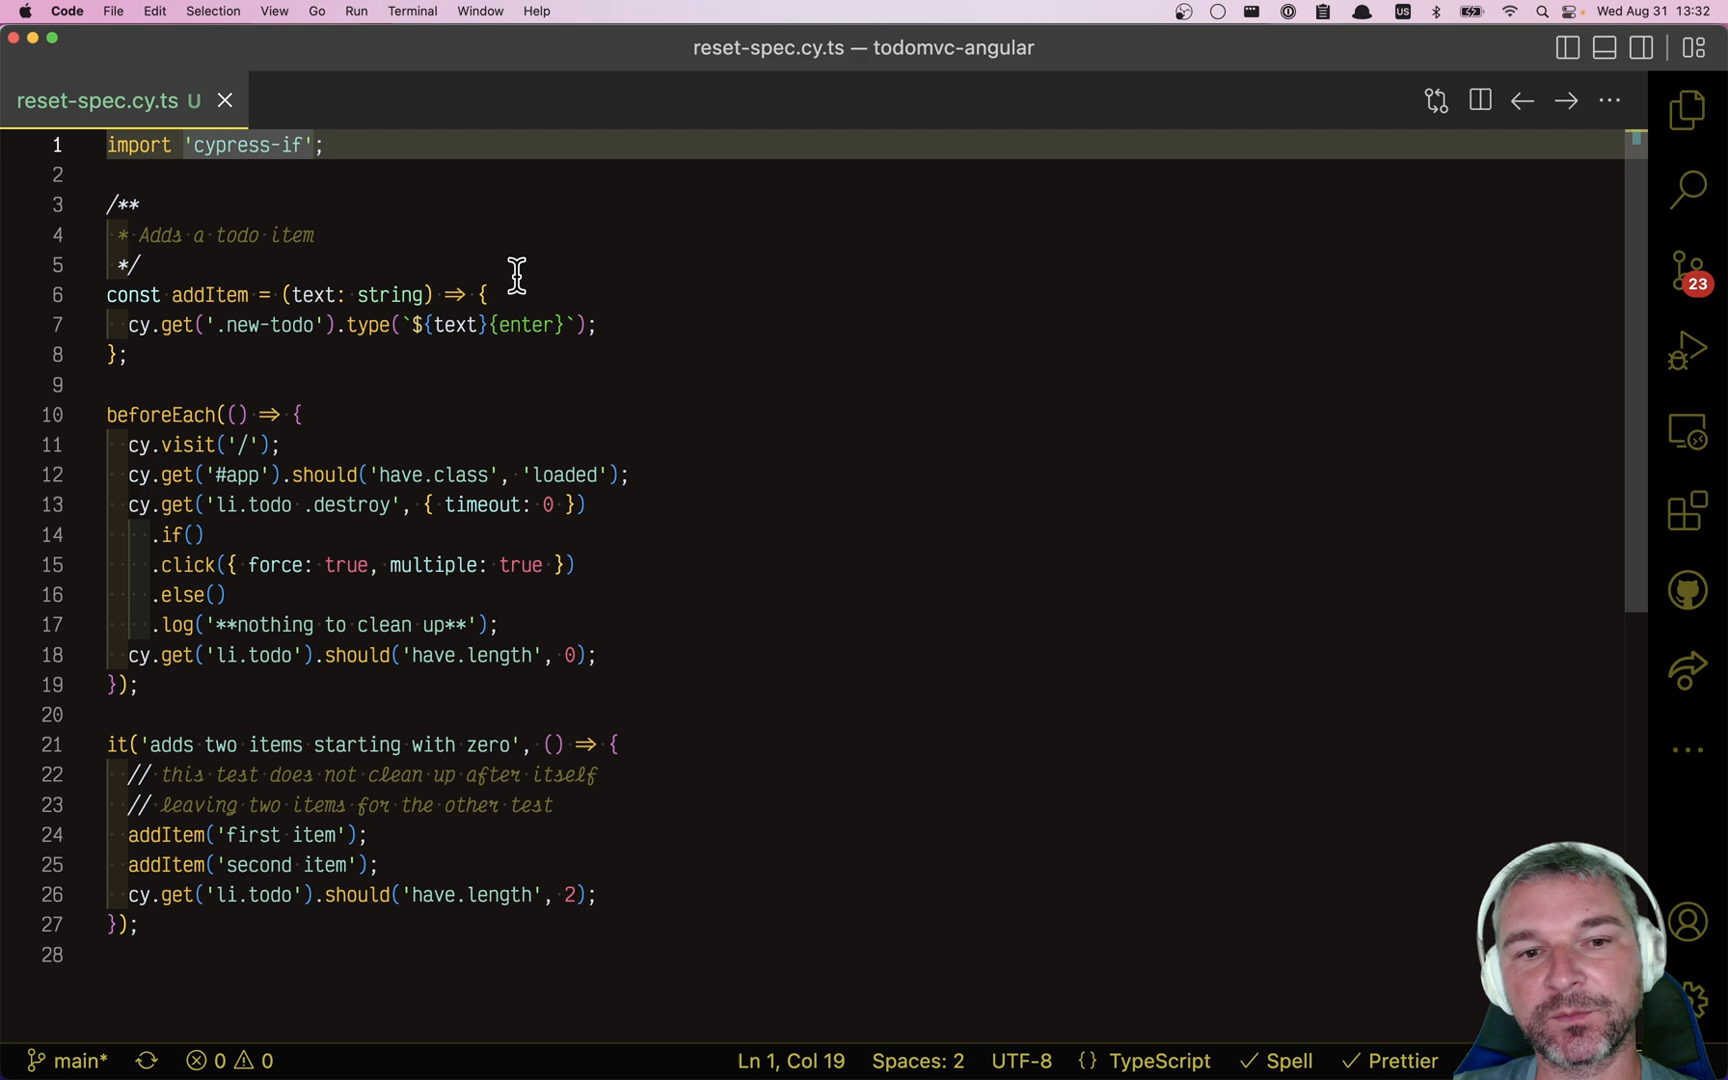 Code File Edit Selection View Go Run Terminal Window Help US Wed Aug 31 13:32
reset-spec.cy.ts — todomvc-angular
reset-spec.cy.ts U
1 import 'cypress-if';
2
3 /**
4 * Adds a todo item
5 */
6 const addItem = (text: string) => {
7 cy.get('.new-todo').type(`${text}{enter}`);
8 };
9
10 beforeEach(() => {
11 cy.visit('/');
12 cy.get('#app').should('have.class', 'loaded');
13 cy.get('li.todo .destroy', { timeout: 0 })
14 .if()
15 .click({ force: true, multiple: true })
16 .else()
17 .log('**nothing to clean up**');
18 cy.get('li.todo').should('have.length', 0);
19 });
20
21 it('adds two items starting with zero', () => {
22 // this test does not clean up after itself
23 // leaving two items for the other test
24 addItem('first item');
25 addItem('second item');
26 cy.get('li.todo').should('have.length', 2);
27 });
28
23
main* 0 0 Ln 1, Col 19 Spaces: 2 UTF-8 {} TypeScript Spell Prettier